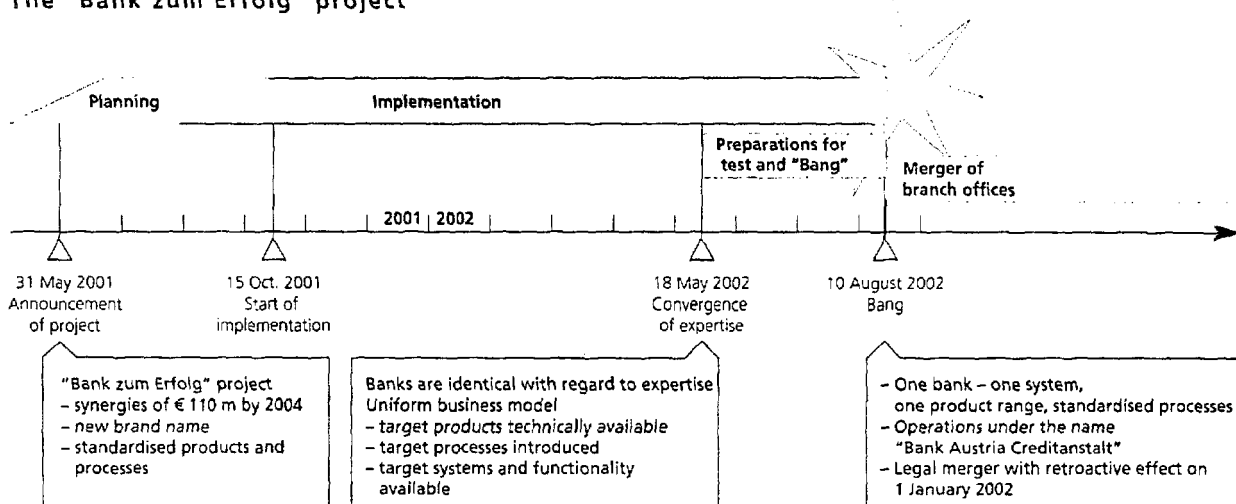 The "Bank zum Erfolg" project
Planning
Implementation
Preparations for
test and "Bang"
Merger of
branch offices
2001 | 2002
31 May 2001
Announcement
of project
15 Oct. 2001
Start of
implementation
18 May 2002
Convergence
of expertise
10 August 2002
Bang
"Bank zum Erfolg" project
– synergies of € 110 m by 2004
– new brand name
– standardised products and
processes
Banks are identical with regard to expertise
Uniform business model
– target products technically available
– target processes introduced
– target systems and functionality
available
– One bank – one system,
one product range, standardised processes
– Operations under the name
"Bank Austria Creditanstalt"
– Legal merger with retroactive effect on
1 January 2002